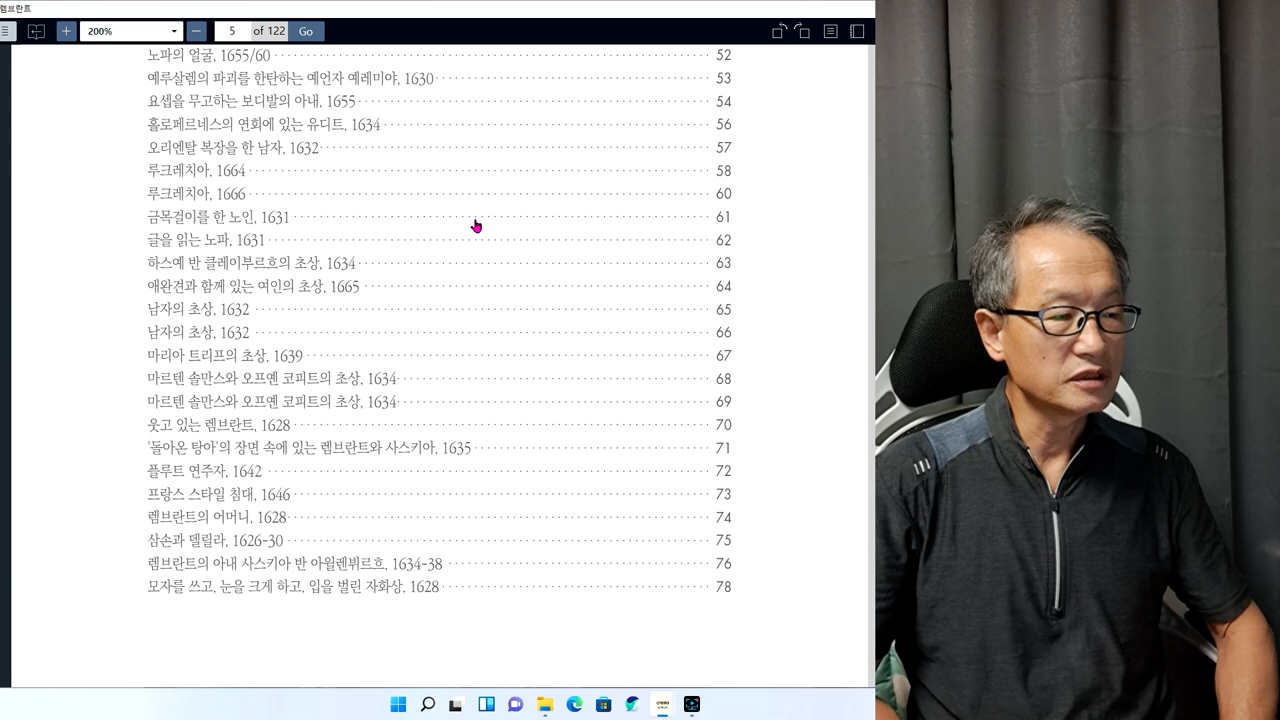 렘브란트
200%
5 of 122 Go
노파의 얼굴, 1655/60 52
예루살렘의 파괴를 한탄하는 예언자 예레미야, 1630 53
요셉을 무고하는 보디발의 아내, 1655 54
홀로페르네스의 연회에 있는 유디트, 1634 56
오리엔탈 복장을 한 남자, 1632 57
루크레치아, 1664 58
루크레치아, 1666 60
금목걸이를 한 노인, 1631 61
글을 읽는 노파, 1631 62
하스예 반 클레이부르흐의 초상, 1634 63
애완견과 함께 있는 여인의 초상, 1665 64
남자의 초상, 1632 65
남자의 초상, 1632 66
마리아 트리프의 초상, 1639 67
마르텐 솔만스와 오프옌 코피트의 초상, 1634 68
마르텐 솔만스와 오프옌 코피트의 초상, 1634 69
웃고 있는 렘브란트, 1628 70
'돌아온 탕아'의 장면 속에 있는 렘브란트와 사스키아, 1635 71
플루트 연주자, 1642 72
프랑스 스타일 침대, 1646 73
렘브란트의 어머니, 1628 74
삼손과 델릴라, 1626-30 75
렘브란트의 아내 사스키아 반 아윌렌뷔르흐, 1634-38 76
모자를 쓰고, 눈을 크게 하고, 입을 벌린 자화상, 1628 78